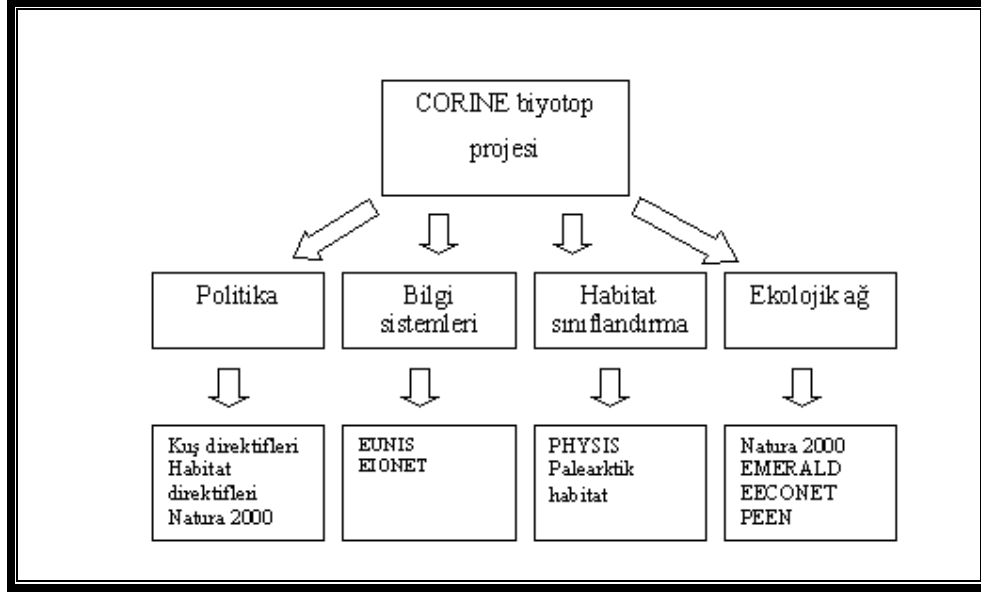 CORINE biyotop
projesi
Politika
Bilgi
sistemleri
Habitat
sınıflandırma
Ekolojik ağ
Kuş direktifleri
Habitat
direktifleri
Natura 2000
EUNIS
EIONET
PHYSIS
Palearktik
habitat
Natura 2000
EMERALD
EECONET
PEEN